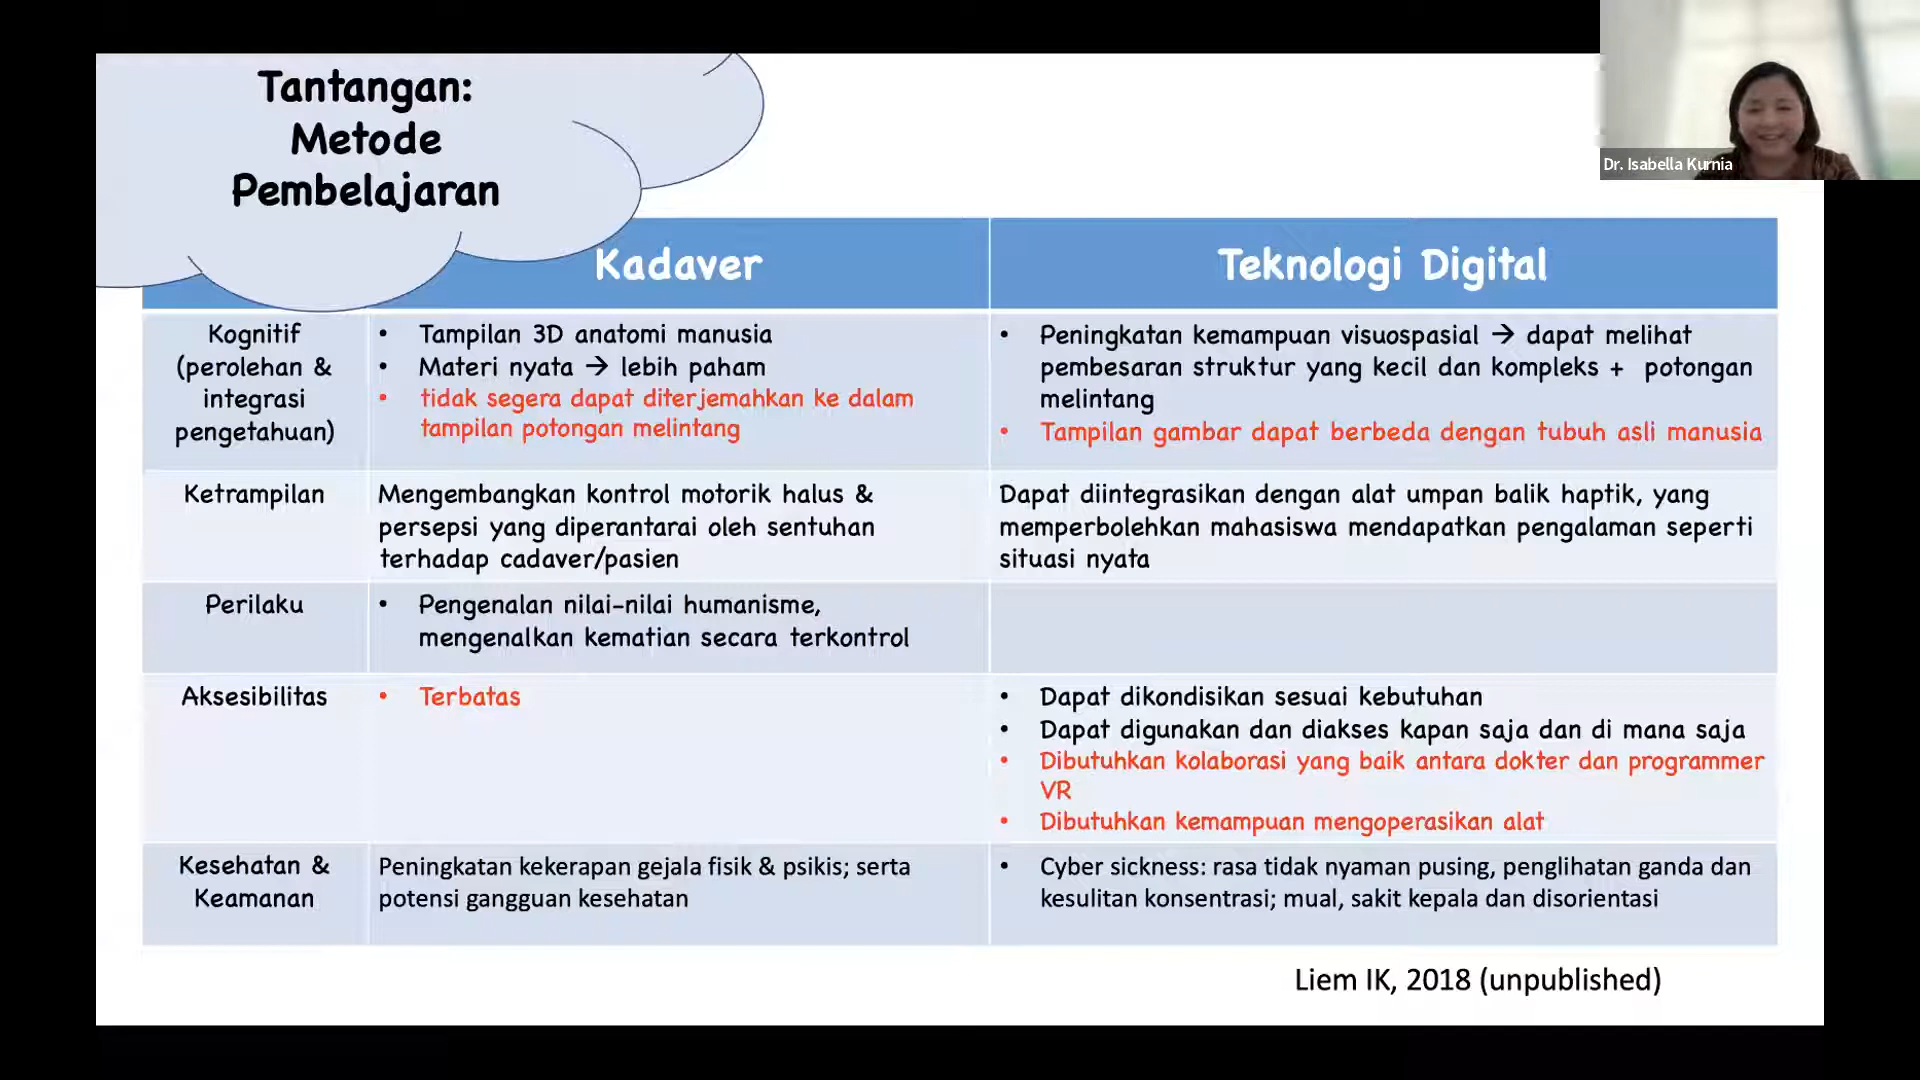 Tantangan:
Metode
Pembelajaran
Dr. Isabella Kurnia
Kadaver
Teknologi Digital
Kognitif
(perolehan &
integrasi
pengetahuan)
• Tampilan 3D anatomi manusia
• Materi nyata → lebih paham
• tidak segera dapat diterjemahkan ke dalam
tampilan potongan melintang
• Peningkatan kemampuan visuospasial → dapat melihat
pembesaran struktur yang kecil dan kompleks + potongan
melintang
• Tampilan gambar dapat berbeda dengan tubuh asli manusia
Ketrampilan
Mengembangkan kontrol motorik halus &
persepsi yang diperantarai oleh sentuhan
terhadap cadaver/pasien
Dapat diintegrasikan dengan alat umpan balik haptik, yang
memperbolehkan mahasiswa mendapatkan pengalaman seperti
situasi nyata
Perilaku
• Pengenalan nilai-nilai humanisme,
mengenalkan kematian secara terkontrol
Aksesibilitas
• Terbatas
• Dapat dikondisikan sesuai kebutuhan
• Dapat digunakan dan diakses kapan saja dan di mana saja
• Dibutuhkan kolaborasi yang baik antara dokter dan programmer
VR
• Dibutuhkan kemampuan mengoperasikan alat
Kesehatan &
Keamanan
Peningkatan kekerapan gejala fisik & psikis; serta
potensi gangguan kesehatan
• Cyber sickness: rasa tidak nyaman pusing, penglihatan ganda dan
kesulitan konsentrasi; mual, sakit kepala dan disorientasi
Liem IK, 2018 (unpublished)